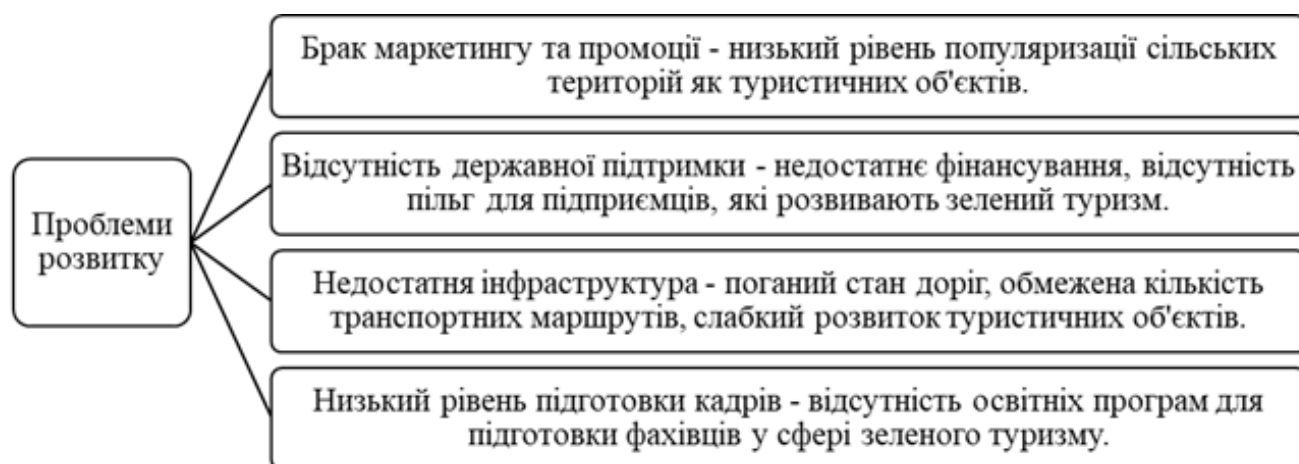 Проблеми
розвитку
Брак маркетингу та промоції - низький рівень популяризації сільських
територій як туристичних об'єктів.
Відсутність державної підтримки - недостатнє фінансування, відсутність
пільг для підприємців, які розвивають зелений туризм.
Недостатня інфраструктура - поганий стан доріг, обмежена кількість
транспортних маршрутів, слабкий розвиток туристичних об'єктів.
Низький рівень підготовки кадрів - відсутність освітніх програм для
підготовки фахівців у сфері зеленого туризму.